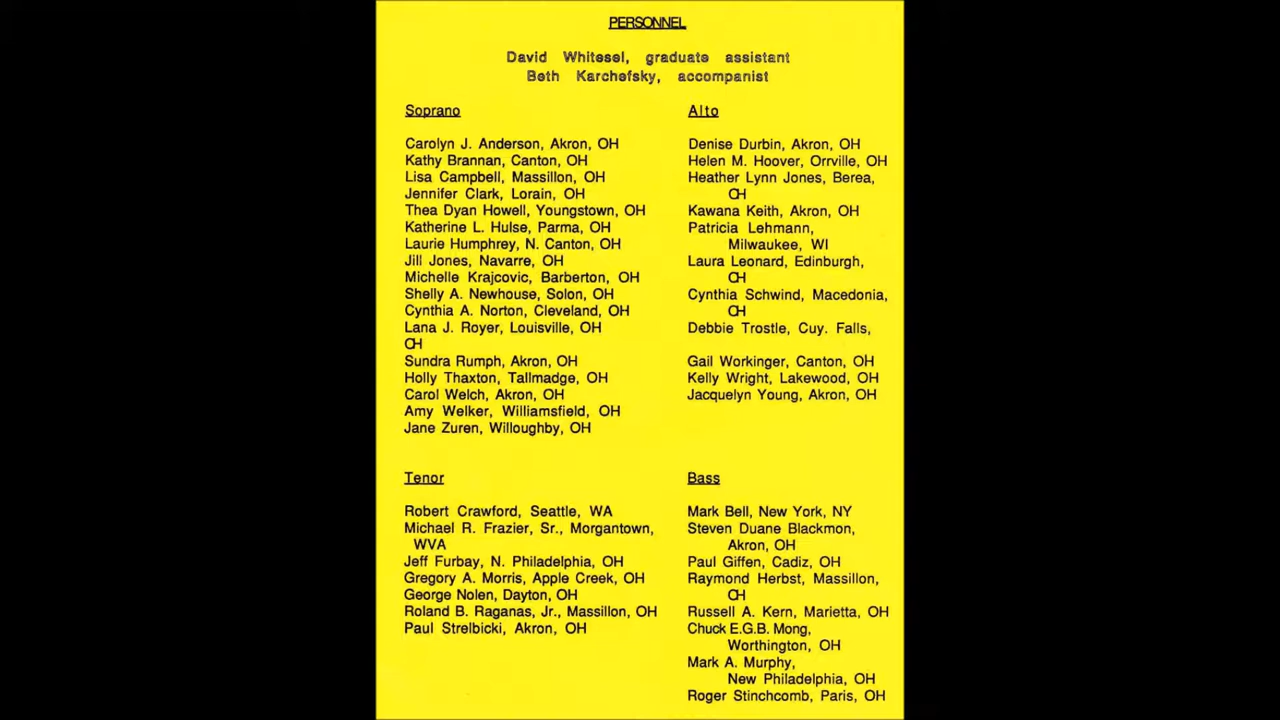 PERSONNEL
David Whitesel, graduate assistant
Beth Karchefsky, accompanist
Soprano
Carolyn J. Anderson, Akron, OH
Kathy Brannan, Canton, OH
Lisa Campbell, Massillon, OH
Jennifer Clark, Lorain, OH
Thea Dyan Howell, Youngstown, OH
Katherine L. Hulse, Parma, OH
Laurie Humphrey, N. Canton, OH
Jill Jones, Navarre, OH
Michelle Krajcovic, Barberton, OH
Shelly A. Newhouse, Solon, OH
Cynthia A. Norton, Cleveland, OH
Lana J. Royer, Louisville, OH
OH
Sundra Rumph, Akron, OH
Holly Thaxton, Tallmadge, OH
Carol Welch, Akron, OH
Amy Welker, Williamsfield, OH
Jane Zuren, Willoughby, OH
Alto
Denise Durbin, Akron, OH
Helen M. Hoover, Orrville, OH
Heather Lynn Jones, Berea,
OH
Kawana Keith, Akron, OH
Patricia Lehmann,
Milwaukee, WI
Laura Leonard, Edinburgh,
OH
Cynthia Schwind, Macedonia,
OH
Debbie Trostle, Cuy. Falls,
Gail Workinger, Canton, OH
Kelly Wright, Lakewood, OH
Jacquelyn Young, Akron, OH
Tenor
Robert Crawford, Seattle, WA
Michael R. Frazier, Sr., Morgantown,
WVA
Jeff Furbay, N. Philadelphia, OH
Gregory A. Morris, Apple Creek, OH
George Nolen, Dayton, OH
Roland B. Raganas, Jr., Massillon, OH
Paul Strelbicki, Akron, OH
Bass
Mark Bell, New York, NY
Steven Duane Blackmon,
Akron, OH
Paul Giffen, Cadiz, OH
Raymond Herbst, Massillon,
OH
Russell A. Kern, Marietta, OH
Chuck E.G.B. Mong,
Worthington, OH
Mark A. Murphy,
New Philadelphia, OH
Roger Stinchcomb, Paris, OH